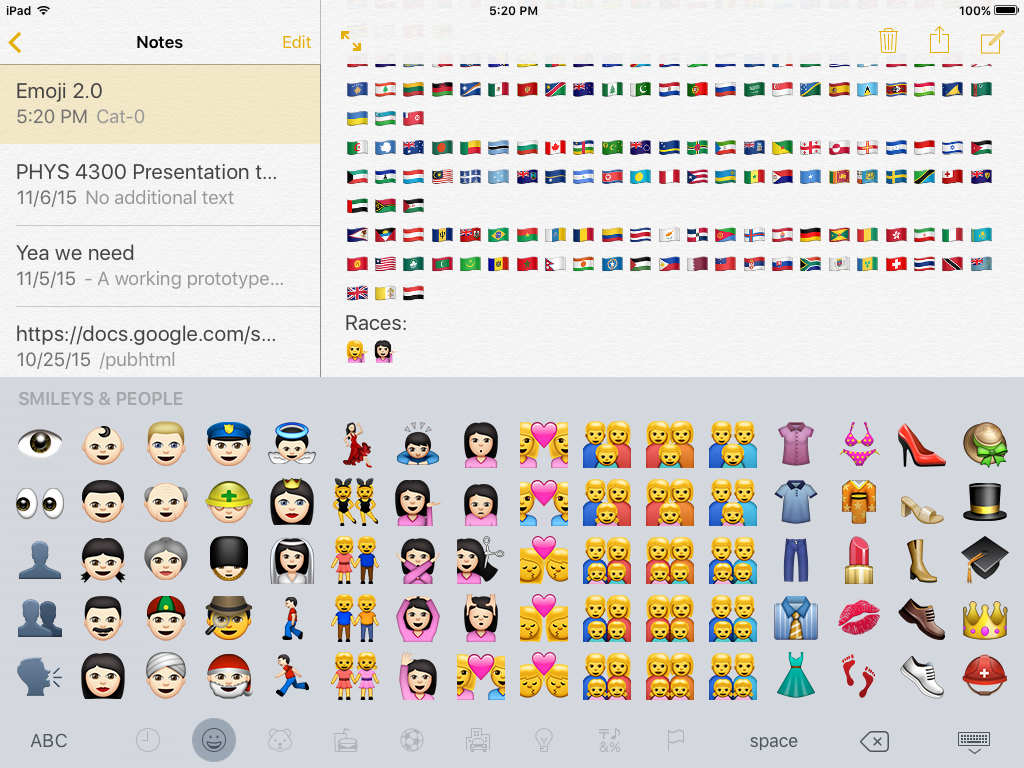 iPad
5:20 PM
100%
Notes
Edit
Emoji 2.0
5:20 PM Cat-0
PHYS 4300 Presentation t...
11/6/15 No additional text
Yea we need
11/5/15 - A working prototype...
https://docs.google.com/s...
10/25/15 /pubhtml
Races:
SMILEYS & PEOPLE
ABC
&%
space